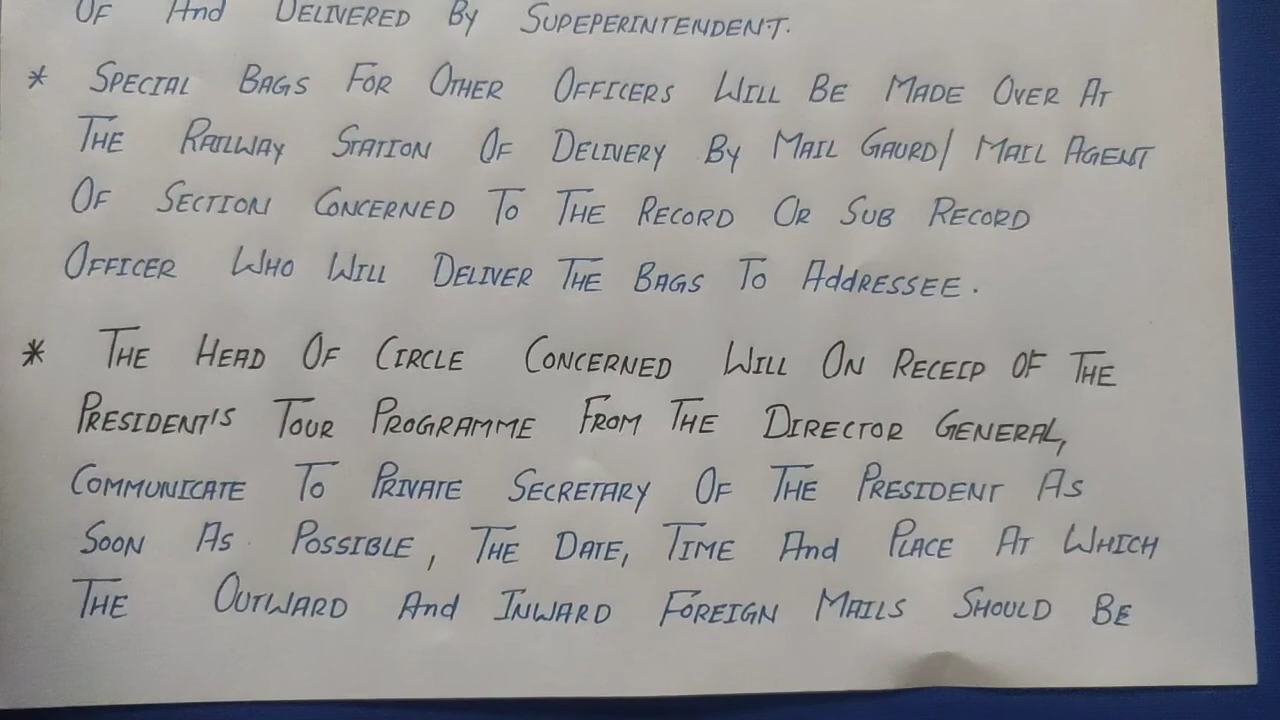 OF And DELIVERED By SUPEPERINTENDENT.
* SPECIAL BAGS FOR OTHER OFFICERS WILL BE MADE OVER AT
THE RAILWAY STATION OF DELIVERY By MAIL GAURD/ MAIL AGENT
OF SECTION CONCERNED TO THE RECORD OR SUB RECORD
OFFICER WHO WILL DELIVER THE BAGS TO AddRESSEE.
* THE HEAD OF CIRCLE CONCERNED WILL ON RECEIP OF THE
PRESIDENT'S TOUR PROGRAMME FROM THE DIRECTOR GENERAL,
COMMUNICATE TO PRIVATE SECRETARY OF THE PRESIDENT AS
SOON AS POSSIBLE, THE DATE, TIME And PLACE AT WHICH
THE OUTWARD And INWARD FOREIGN MAILS SHOULD BE